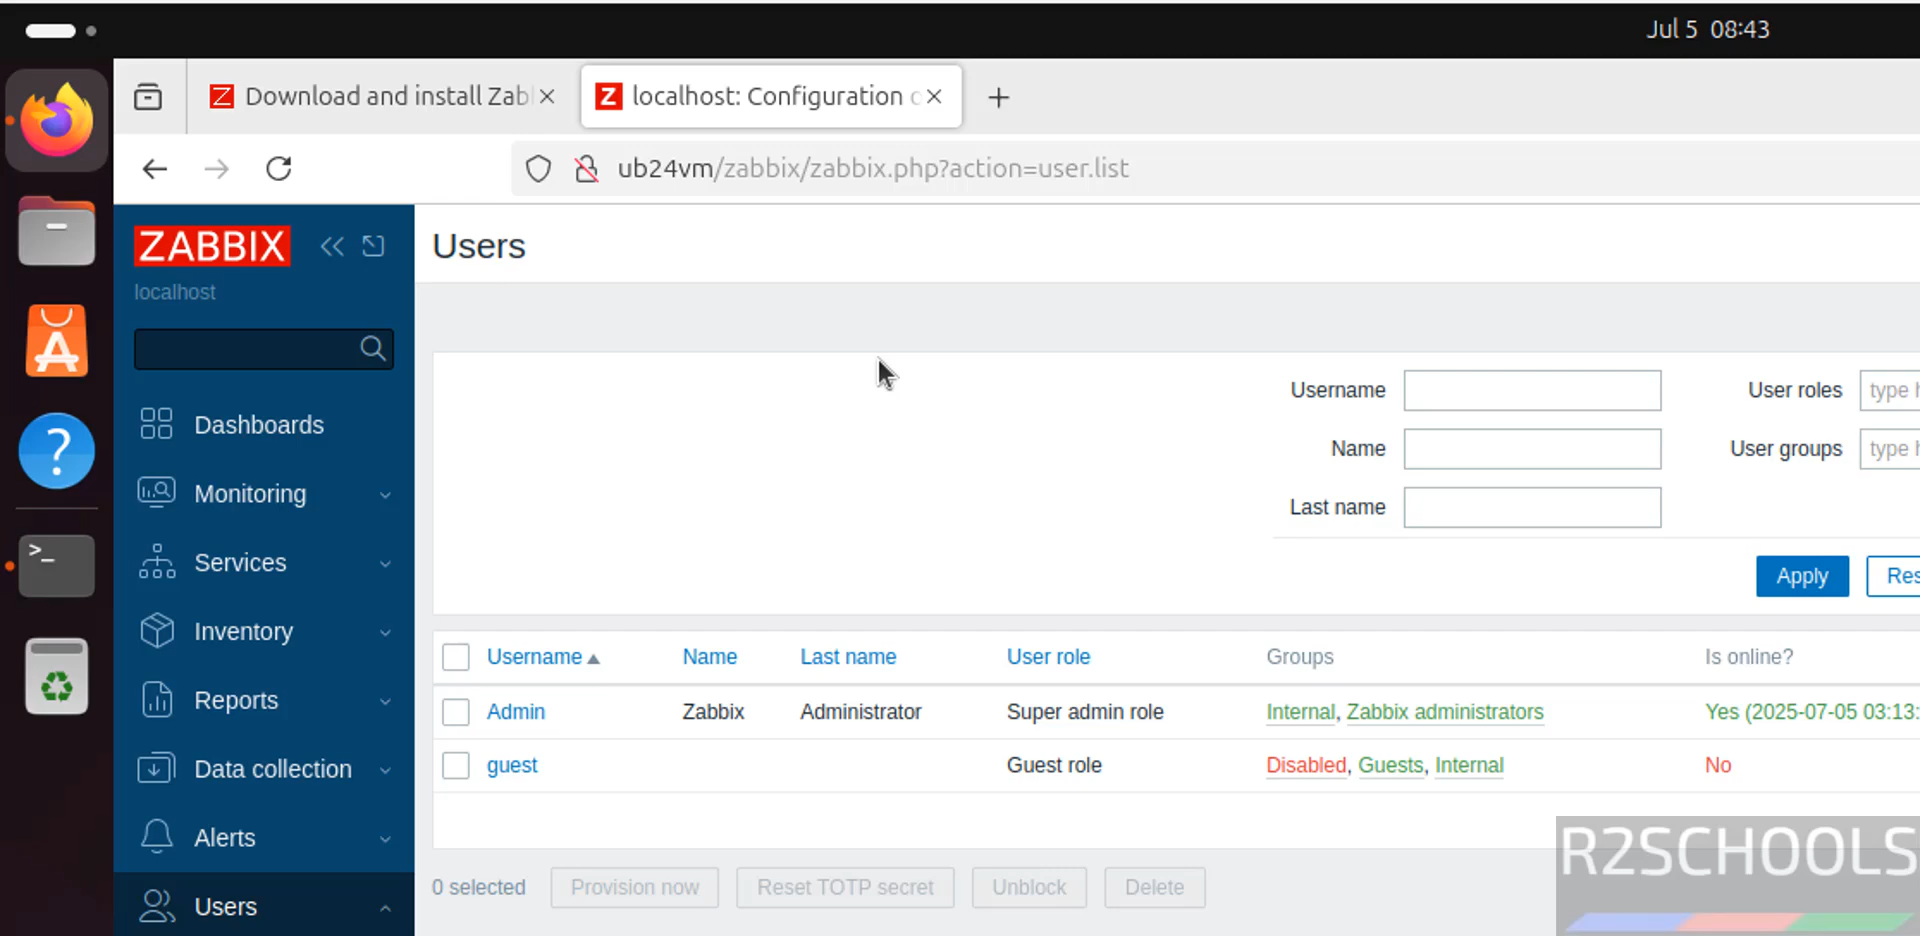 Jul 5 08:43
Download and install Zab
localhost: Configuration
ub24vm/zabbix/zabbix.php?action=user.list
ZABBIX
localhost
Dashboards
Monitoring
Services
Inventory
Reports
Data collection
Alerts
Users
Users
Username
User roles
type
Name
User groups
type
Last name
Apply
Res
Username Name Last name User role Groups Is online?
Admin Zabbix Administrator Super admin role Internal, Zabbix administrators Yes (2025-07-05 03:13:
guest Guest role Disabled, Guests, Internal No
0 selected Provision now Reset TOTP secret Unblock Delete
R2SCHOOLS